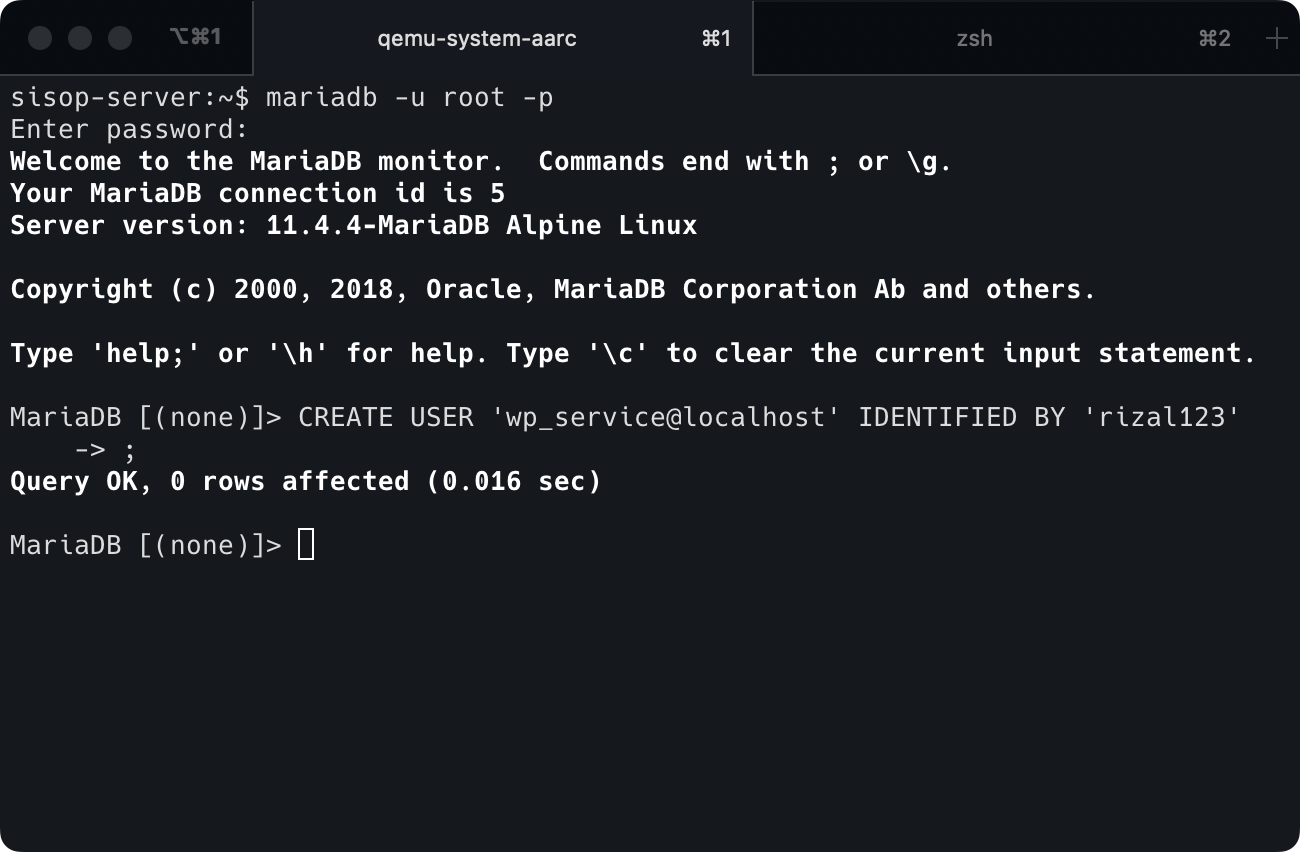 ⌥⌘1 qemu-system-aarc ⌘1 zsh ⌘2 +
sisop-server:~$ mariadb -u root -p
Enter password:
Welcome to the MariaDB monitor.  Commands end with ; or \g.
Your MariaDB connection id is 5
Server version: 11.4.4-MariaDB Alpine Linux
Copyright (c) 2000, 2018, Oracle, MariaDB Corporation Ab and others.
Type 'help;' or '\h' for help. Type '\c' to clear the current input statement.
MariaDB [(none)]> CREATE USER 'wp_service@localhost' IDENTIFIED BY 'rizal123'
    -> ;
Query OK, 0 rows affected (0.016 sec)
MariaDB [(none)]>